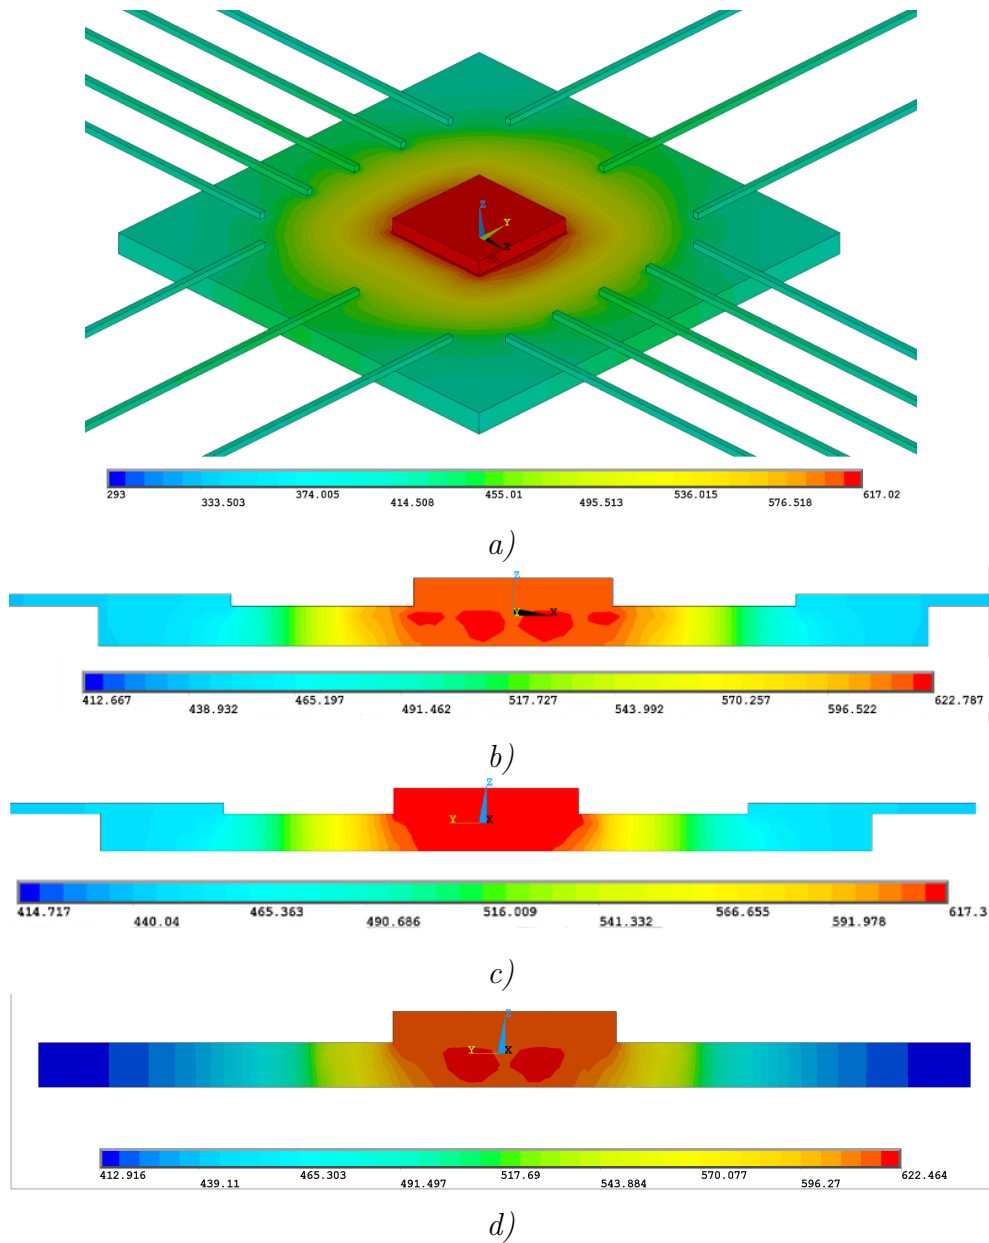 Z
Y
X
MX
293 374.005 455.01 536.015 617.02
333.503 414.508 495.513 576.518
a)
Z
Y X
412.667 465.197 517.727 570.257 622.787
438.932 491.462 543.992 596.522
b)
Z
Y X
414.717 465.363 516.009 566.655 617.3
440.04 490.686 541.332 591.978
c)
Z
Y X
412.916 465.303 517.69 570.077 622.464
439.11 491.497 543.884 596.27
d)